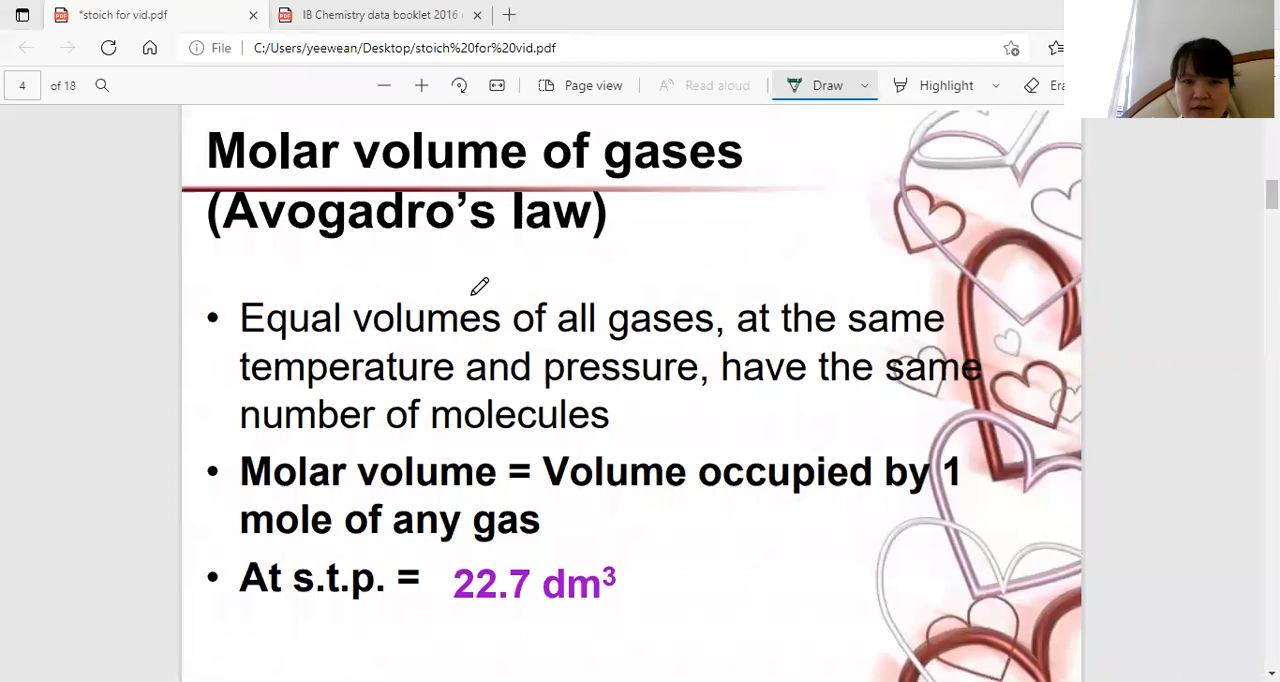 *stoich for vid.pdf
IB Chemistry data booklet 2016
File C:/Users/yeewean/Desktop/stoich%20for%20vid.pdf
4 of 18 Page view Read aloud Draw Highlight
Molar volume of gases
(Avogadro's law)
• Equal volumes of all gases, at the same
temperature and pressure, have the same
number of molecules
• Molar volume = Volume occupied by 1
mole of any gas
• At s.t.p. = 22.7 dm³